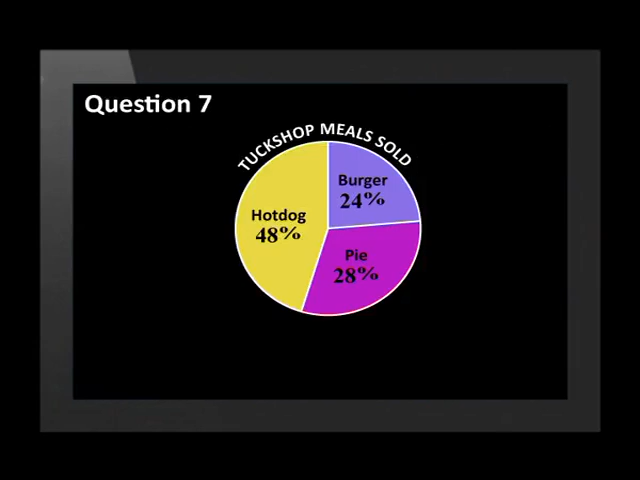 Question 7
TUCKSHOP MEALS SOLD
Burger
24%
Hotdog
48%
Pie
28%